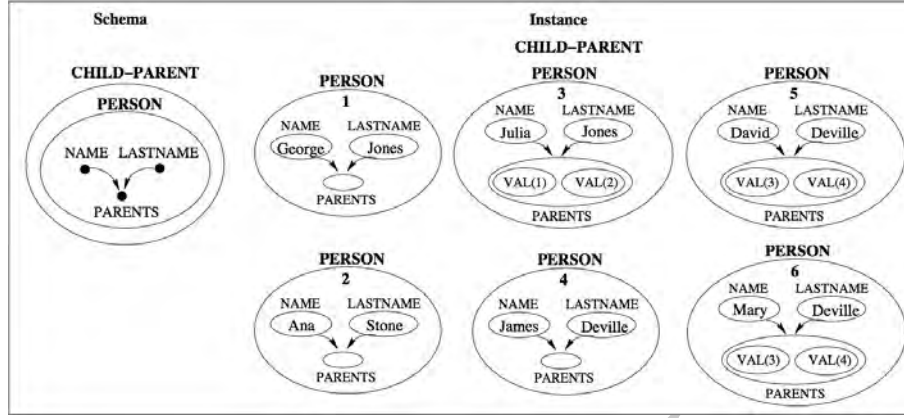 Schema
Instance
CHILD–PARENT
CHILD–PARENT
PERSON
NAME LASTNAME
PARENTS
PERSON
1
NAME LASTNAME
George Jones
PARENTS
PERSON
3
NAME LASTNAME
Julia Jones
VAL(1) VAL(2)
PARENTS
PERSON
5
NAME LASTNAME
David Deville
VAL(3) VAL(4)
PARENTS
PERSON
2
NAME LASTNAME
Ana Stone
PARENTS
PERSON
4
NAME LASTNAME
James Deville
PARENTS
PERSON
6
NAME LASTNAME
Mary Deville
VAL(3) VAL(4)
PARENTS